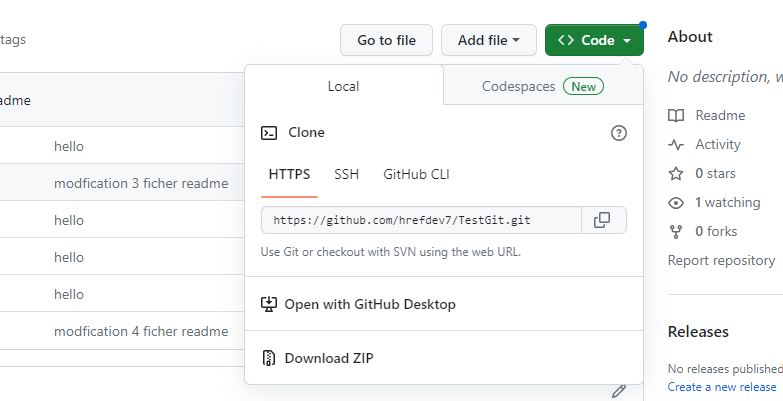 tags
Go to file
Add file
Code
About
No description, w
Local
Codespaces New
adme
Readme
Clone
hello
Activity
HTTPS SSH GitHub CLI
0 stars
modfication 3 ficher readme
1 watching
https://github.com/hrefdev7/TestGit.git
hello
0 forks
Use Git or checkout with SVN using the web URL.
hello
Report repository
hello
Open with GitHub Desktop
modfication 4 ficher readme
Releases
Download ZIP
No releases published
Create a new release